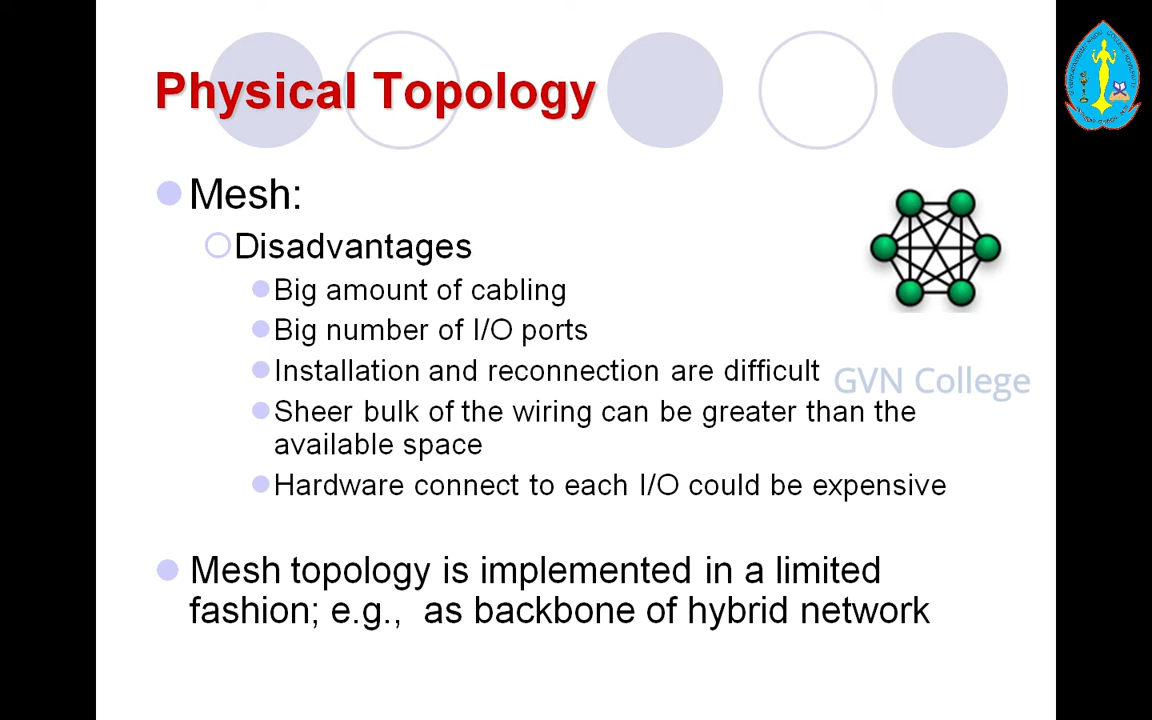 Physical Topology
Mesh:
Disadvantages
Big amount of cabling
Big number of I/O ports
Installation and reconnection are difficult
GVN College
Sheer bulk of the wiring can be greater than the
available space
Hardware connect to each I/O could be expensive
Mesh topology is implemented in a limited
fashion; e.g., as backbone of hybrid network